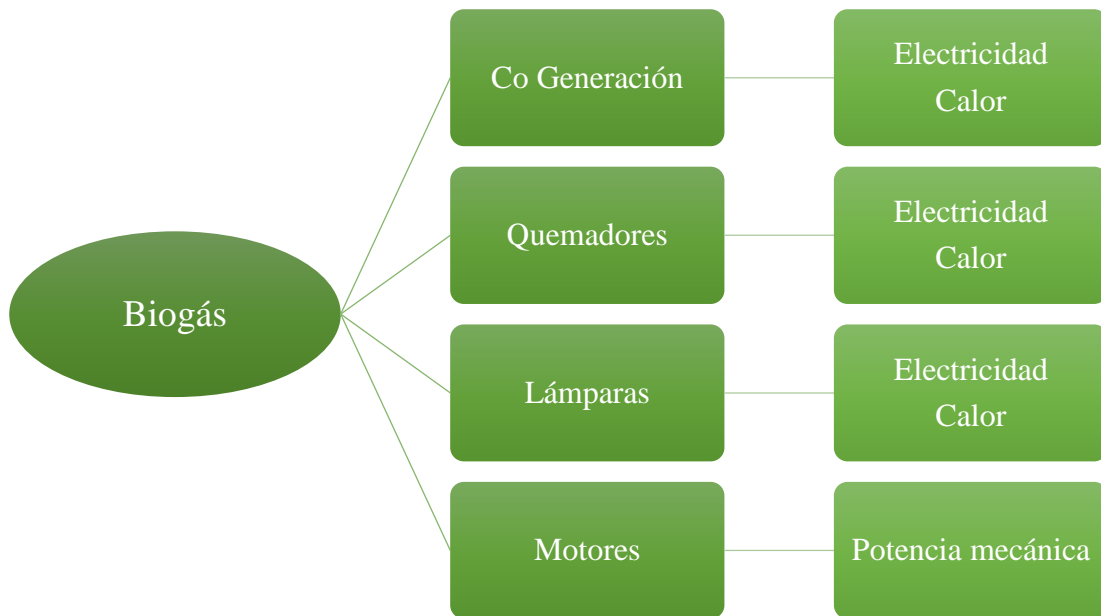 Biogás
Co Generación
Electricidad
Calor
Quemadores
Electricidad
Calor
Lámparas
Electricidad
Calor
Motores
Potencia mecánica